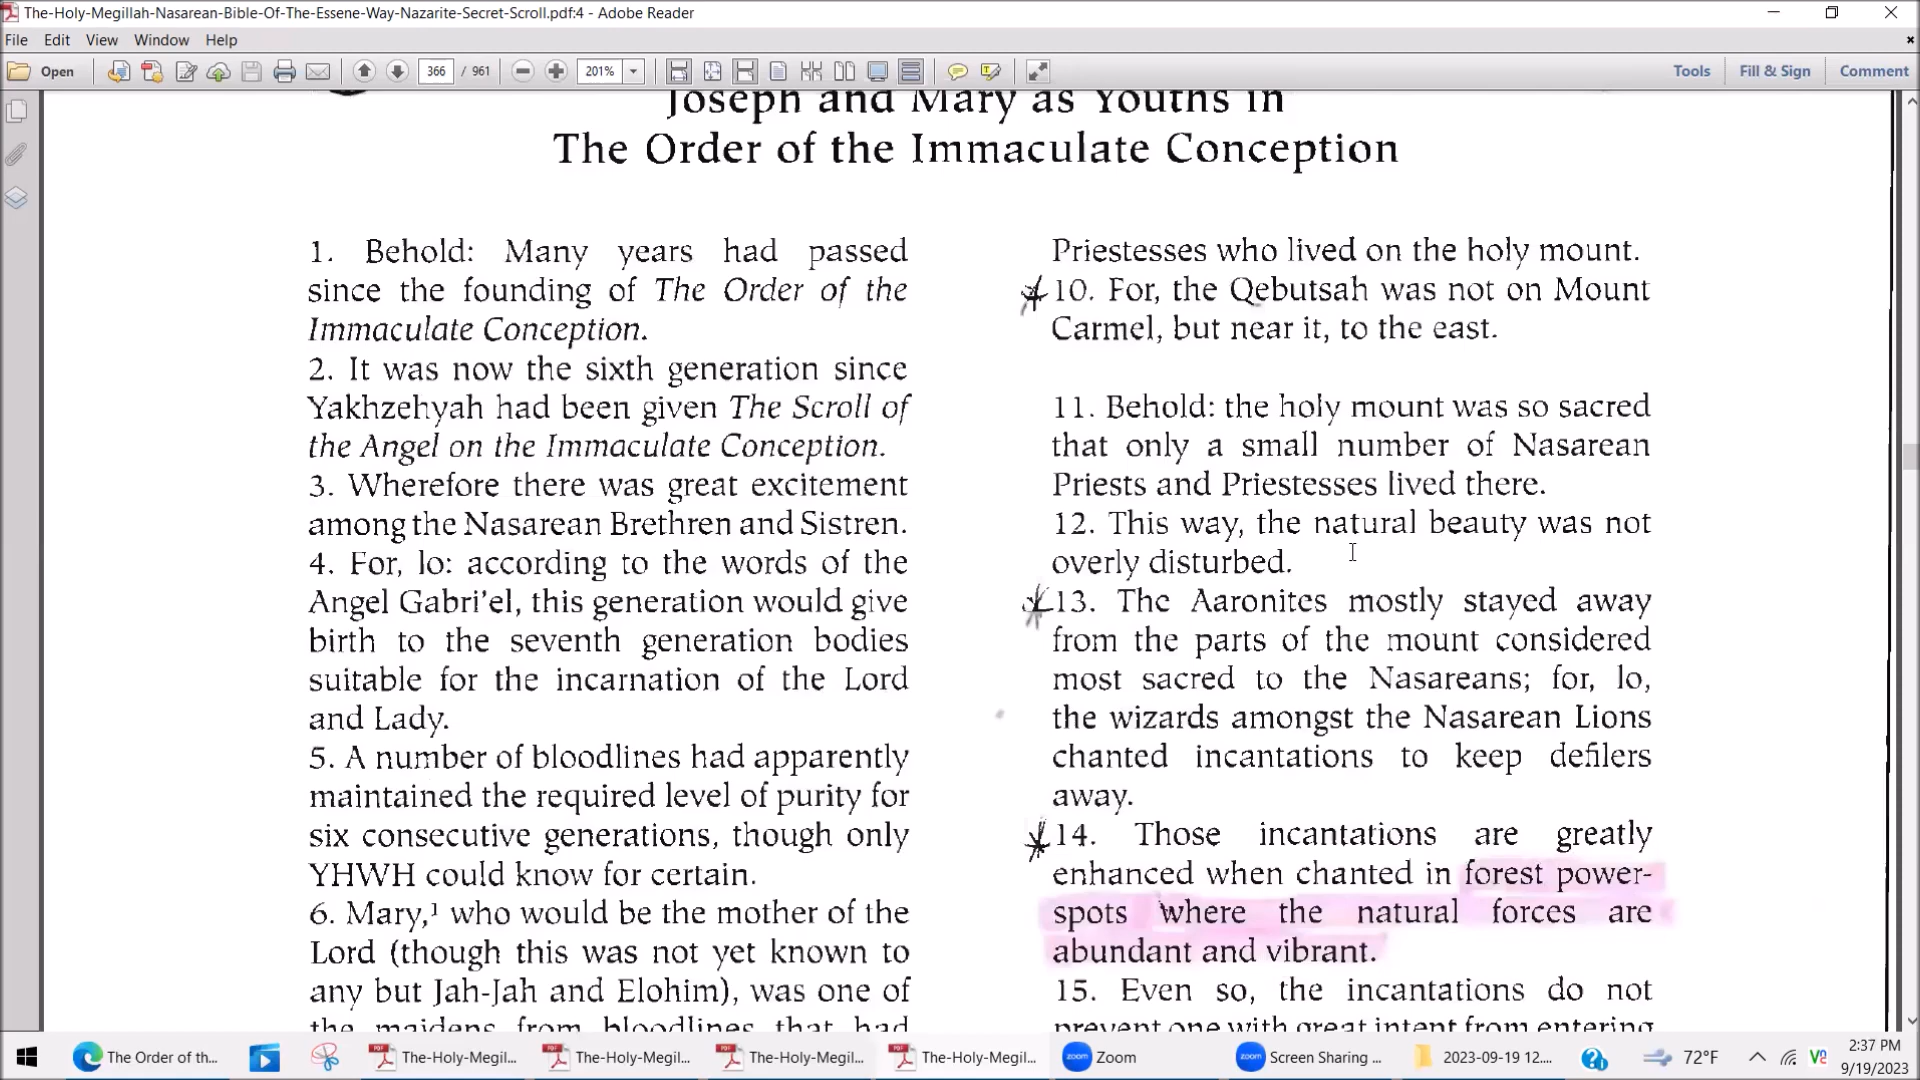 The-Holy-Megillah-Nasarean-Bible-Of-The-Essene-Way-Nazarite-Secret-Scroll.pdf:4 - Adobe Reader
File Edit View Window Help
Open 366 / 961 201% Tools Fill & Sign Comment
Joseph and Mary as Youths in
The Order of the Immaculate Conception
1. Behold: Many years had passed
since the founding of The Order of the
Immaculate Conception.
2. It was now the sixth generation since
Yakhzehyah had been given The Scroll of
the Angel on the Immaculate Conception.
3. Wherefore there was great excitement
among the Nasarean Brethren and Sistren.
4. For, lo: according to the words of the
Angel Gabri'el, this generation would give
birth to the seventh generation bodies
suitable for the incarnation of the Lord
and Lady.
5. A number of bloodlines had apparently
maintained the required level of purity for
six consecutive generations, though only
YHWH could know for certain.
6. Mary,¹ who would be the mother of the
Lord (though this was not yet known to
any but Jah-Jah and Elohim), was one of
the maidens from bloodlines that had
Priestesses who lived on the holy mount.
10. For, the Qebutsah was not on Mount
Carmel, but near it, to the east.
11. Behold: the holy mount was so sacred
that only a small number of Nasarean
Priests and Priestesses lived there.
12. This way, the natural beauty was not
overly disturbed.
13. The Aaronites mostly stayed away
from the parts of the mount considered
most sacred to the Nasareans; for, lo,
the wizards amongst the Nasarean Lions
chanted incantations to keep defilers
away.
14. Those incantations are greatly
enhanced when chanted in forest power-
spots where the natural forces are
abundant and vibrant.
15. Even so, the incantations do not
prevent one with great intent from entering
The Order of th... The-Holy-Megil... The-Holy-Megil... The-Holy-Megil... The-Holy-Megil... zoom Zoom zoom Screen Sharing ... 2023-09-19 12.... 72°F 2:37 PM
9/19/2023